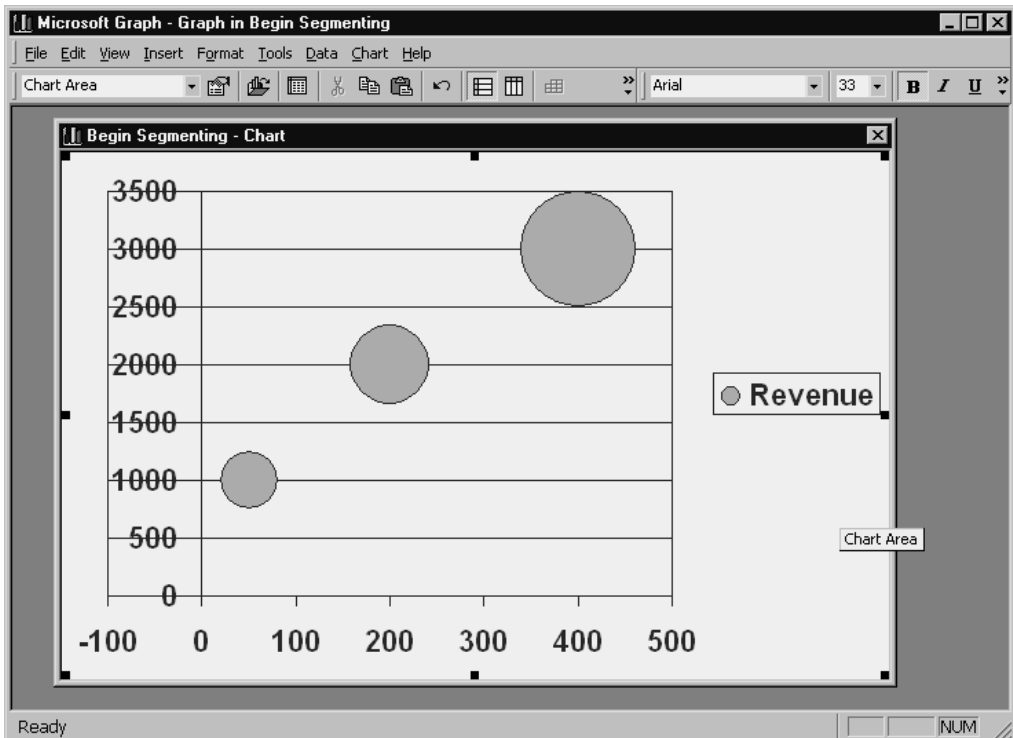 Microsoft Graph - Graph in Begin Segmenting
File Edit View Insert Format Tools Data Chart Help
Chart Area Arial 33 B I U
Begin Segmenting - Chart
3500
3000
2500
2000
1500
1000
500
0
-100 0 100 200 300 400 500
Revenue
Chart Area
Ready NUM